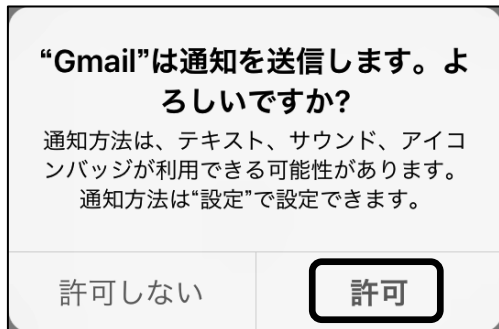 “Gmail”は通知を送信します。よ
ろしいですか?
通知方法は、テキスト、サウンド、アイコ
ンバッジが利用できる可能性があります。
通知方法は“設定”で設定できます。
許可しない
許可